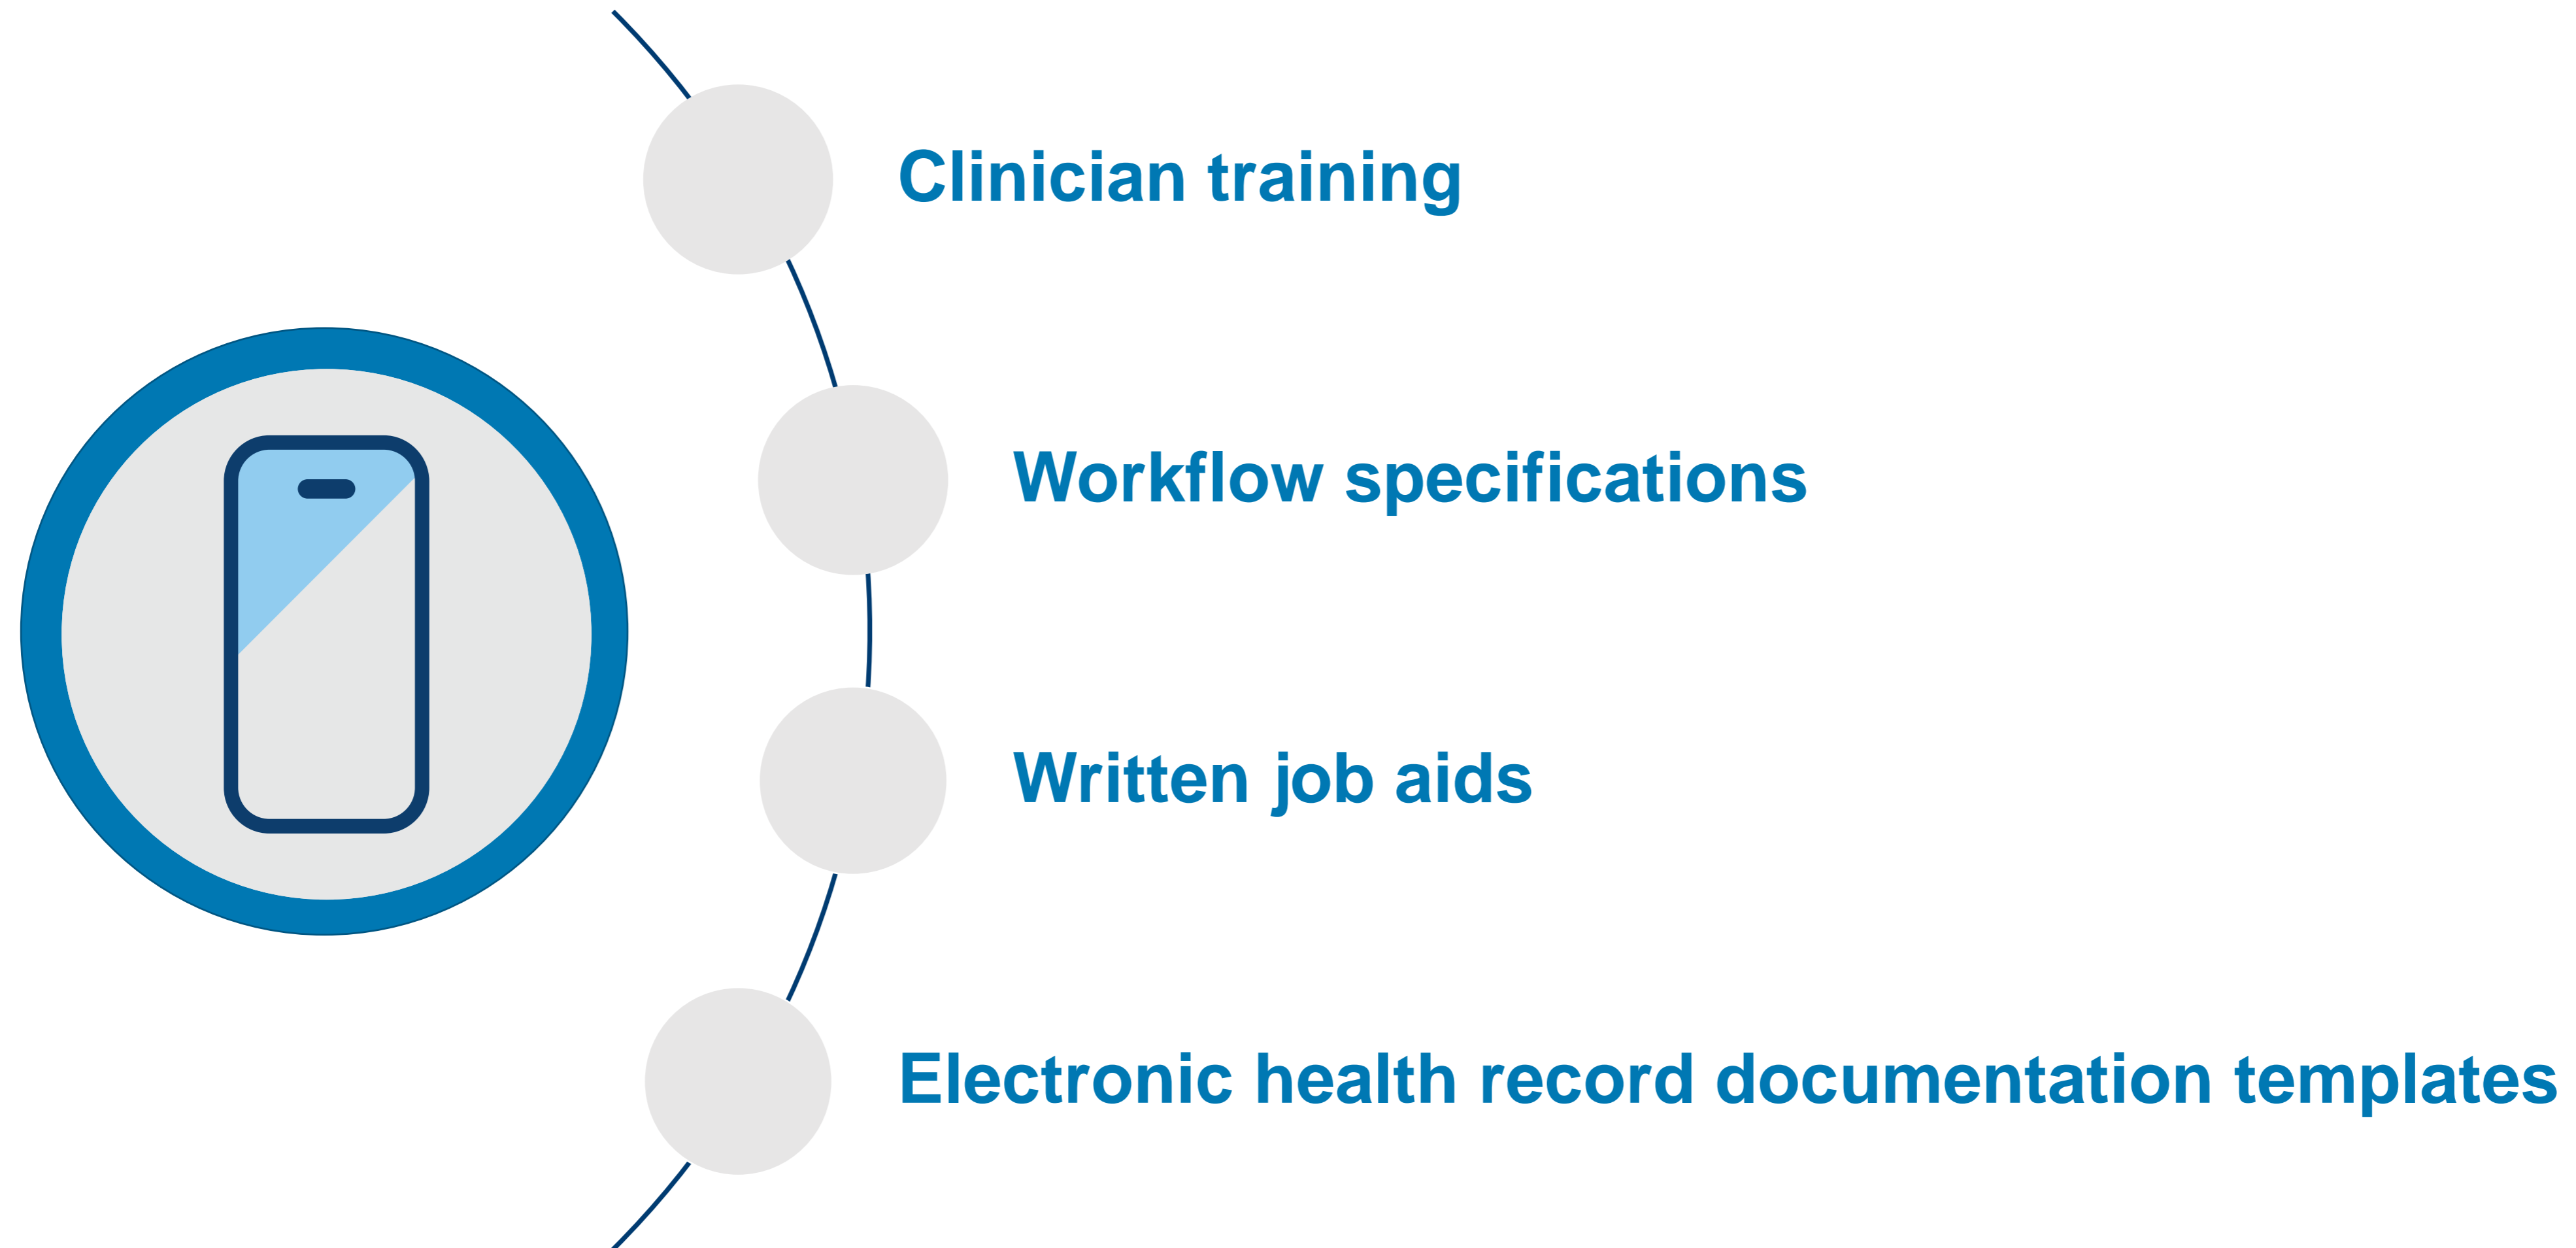 Clinician training
Workflow specifications
Written job aids
Electronic health record documentation templates